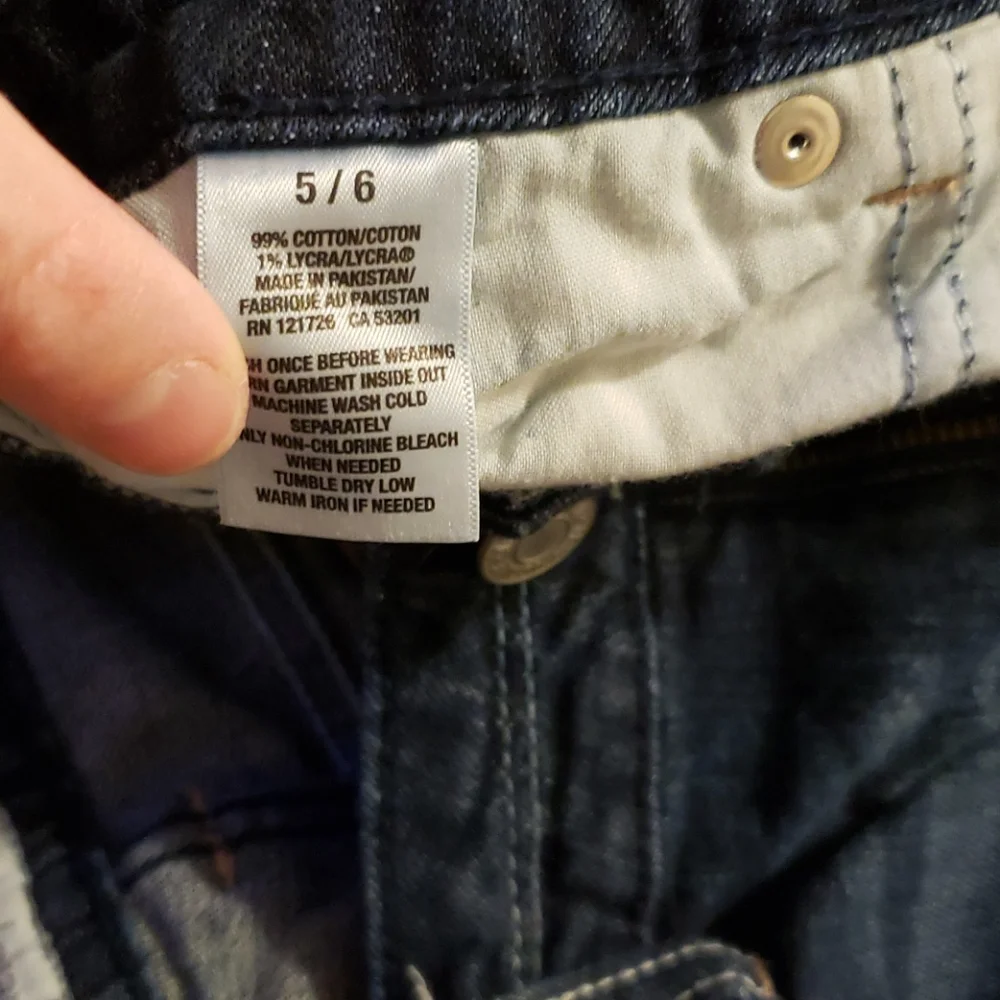 5 / 6
99% COTTON/COTON
1% LYCRA/LYCRA®
MADE IN PAKISTAN/
FABRIQUÉ AU PAKISTAN
RN 121726 CA 53201
ONCE BEFORE WEARING
GARMENT INSIDE OUT
MACHINE WASH COLD
SEPARATELY
NON-CHLORINE BLEACH
WHEN NEEDED
TUMBLE DRY LOW
WARM IRON IF NEEDED